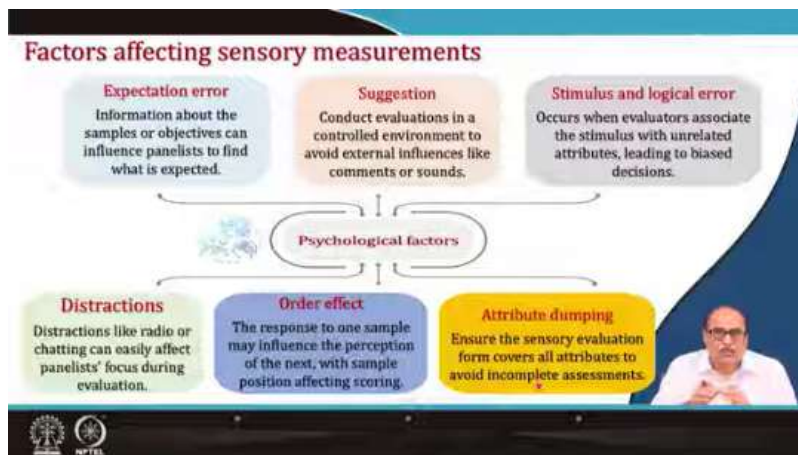 Factors affecting sensory measurements
Expectation error
Information about the
samples or objectives can
influence panelists to find
what is expected.
Suggestion
Conduct evaluations in a
controlled environment to
avoid external influences like
comments or sounds.
Stimulus and logical error
Occurs when evaluators associate
the stimulus with unrelated
attributes, leading to biased
decisions.
Psychological factors
Distractions
Distractions like radio or
chatting can easily affect
panelists' focus during
evaluation.
Order effect
The response to one sample
may influence the perception
of the next, with sample
position affecting scoring.
Attribute dumping
Ensure the sensory evaluation
form covers all attributes to
avoid incomplete assessments.
NPTEL